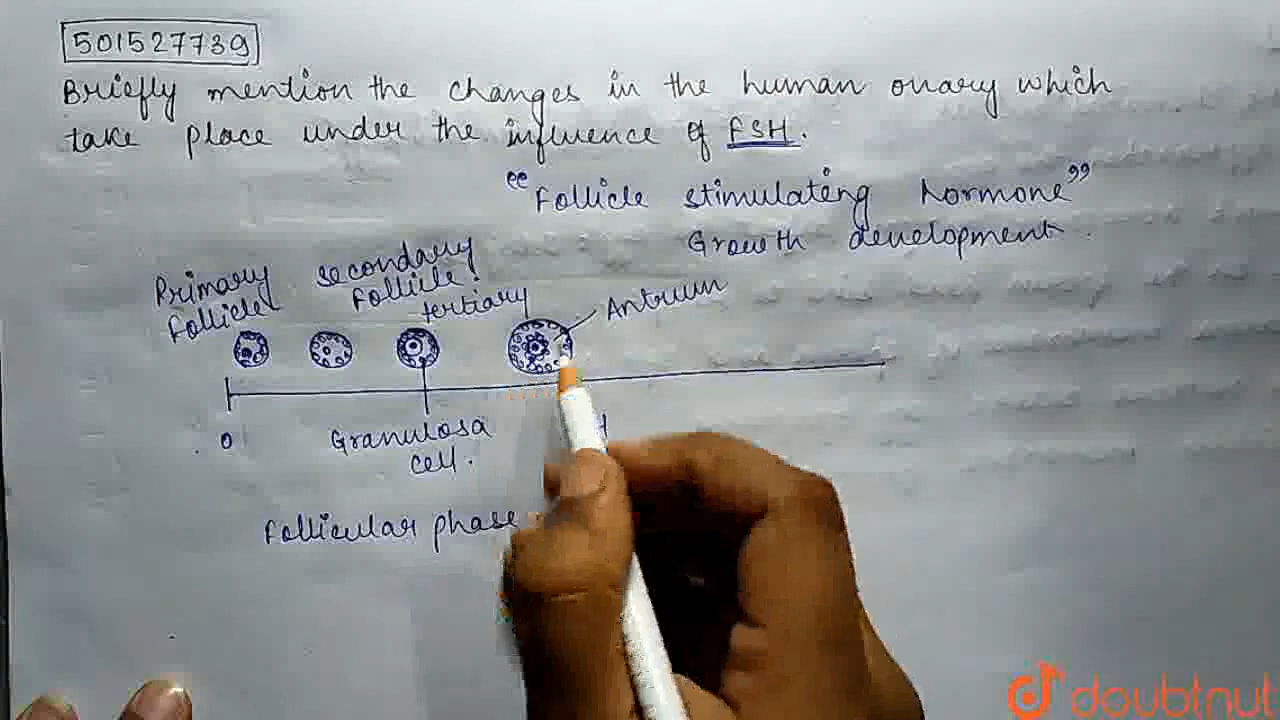 501527739
Briefly mention the changes in the human ovary which
take place under the influence of FSH.
"Follicle stimulating hormone"
Growth development.
Primary
follicle
secondary
follicle.
tertiary
Antrum
0
Granulosa
cell.
Follicular phase
doubtnut